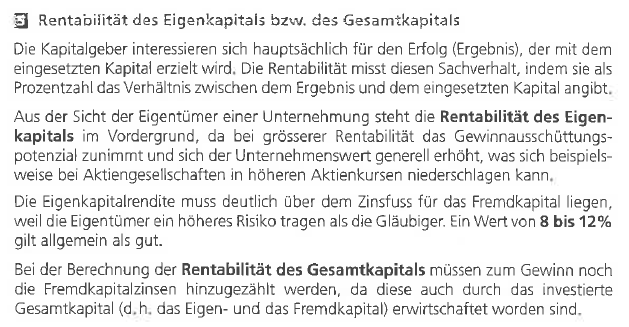 5 Rentabilität des Eigenkapitals bzw. des Gesamtkapitals
Die Kapitalgeber interessieren sich hauptsächlich für den Erfolg (Ergebnis), der mit dem
eingesetzten Kapital erzielt wird. Die Rentabilität misst diesen Sachverhalt, indem sie als
Prozentzahl das Verhältnis zwischen dem Ergebnis und dem eingesetzten Kapital angibt.
Aus der Sicht der Eigentümer einer Unternehmung steht die Rentabilität des Eigen-
kapitals im Vordergrund, da bei grösserer Rentabilität das Gewinnausschüttungs-
potenzial zunimmt und sich der Unternehmenswert generell erhöht, was sich beispiels-
weise bei Aktiengesellschaften in höheren Aktienkursen niederschlagen kann.
Die Eigenkapitalrendite muss deutlich über dem Zinsfuss für das Fremdkapital liegen,
weil die Eigentümer ein höheres Risiko tragen als die Gläubiger. Ein Wert von 8 bis 12%
gilt allgemein als gut.
Bei der Berechnung der Rentabilität des Gesamtkapitals müssen zum Gewinn noch
die Fremdkapitalzinsen hinzugezählt werden, da diese auch durch das investierte
Gesamtkapital (d.h. das Eigen- und das Fremdkapital) erwirtschaftet worden sind.